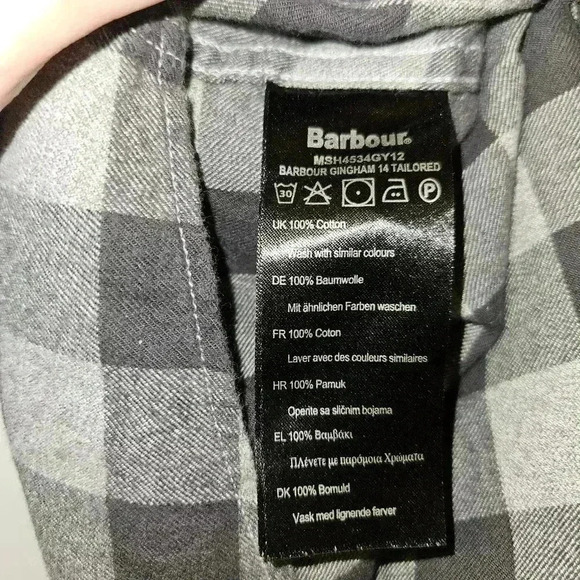 Barbour®
MSH4534GY12
BARBOUR GINGHAM 14 TAILORED
30 P
UK 100% Cotton
Wash with similar colours
DE 100% Baumwolle
Mit ähnlichen Farben waschen
FR 100% Coton
Laver avec des couleurs similaires
HR 100% Pamuk
Operite sa sličnim bojama
EL 100% Βαμβάκι
Πλένετε με παρόμοια Χρώματα
DK 100% Bomuld
Vask med lignende farver